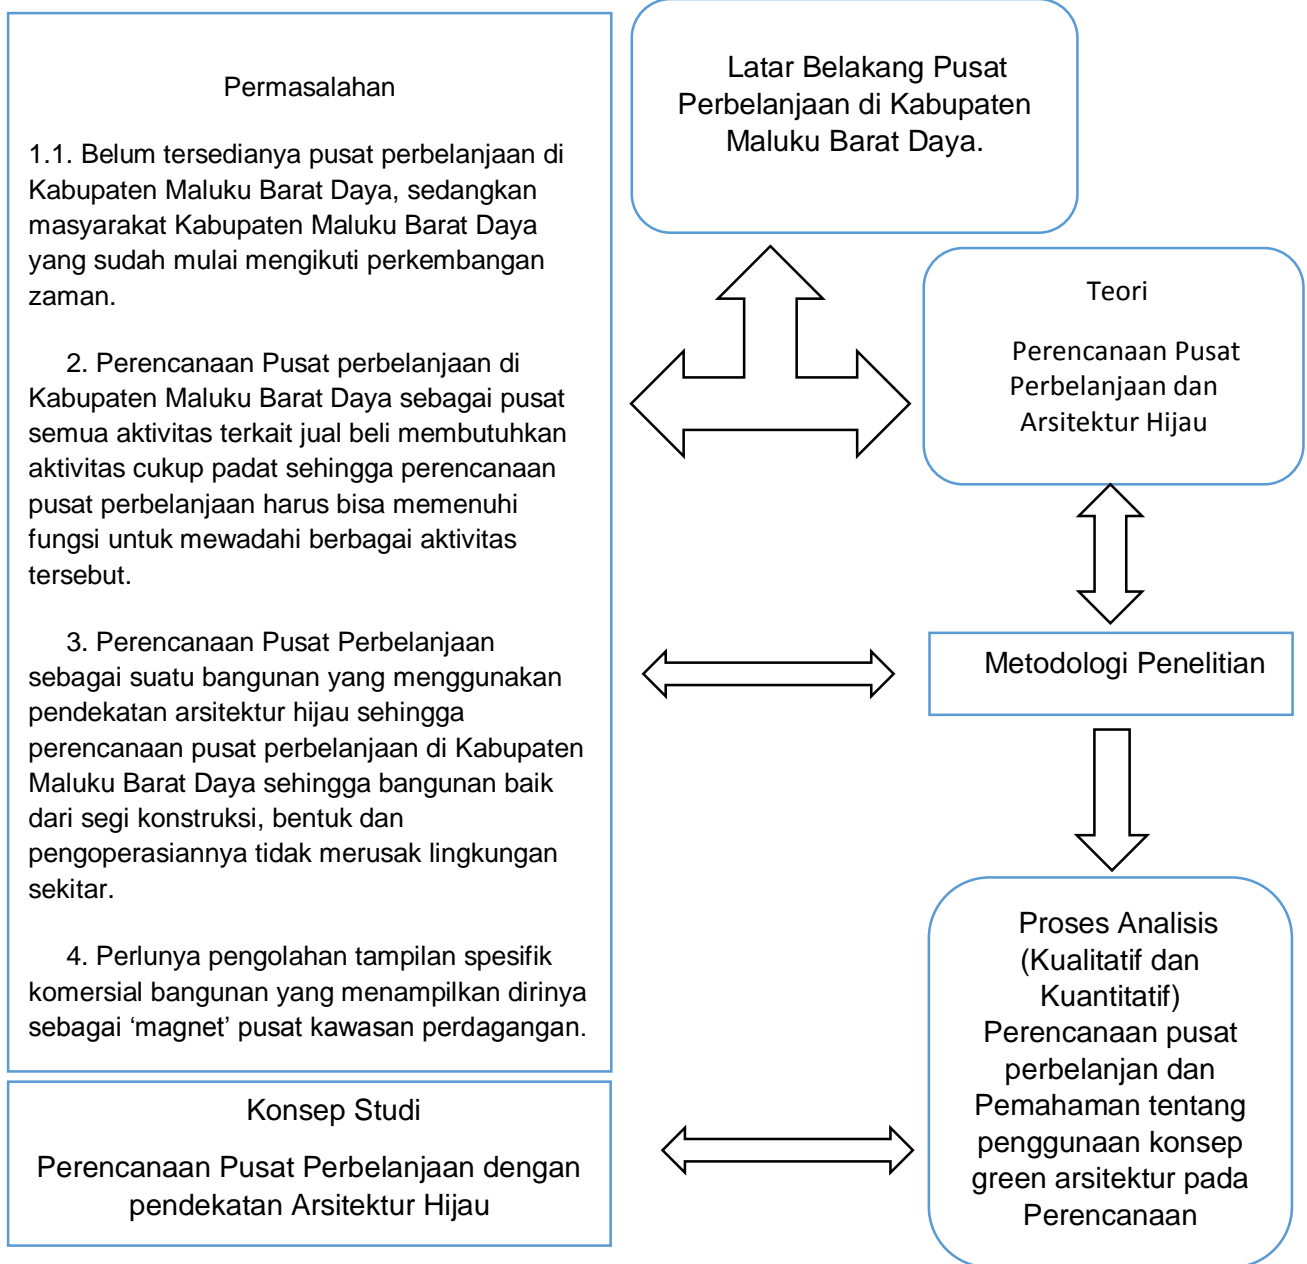 Permasalahan
1.1. Belum tersedianya pusat perbelanjaan di
Kabupaten Maluku Barat Daya, sedangkan
masyarakat Kabupaten Maluku Barat Daya
yang sudah mulai mengikuti perkembangan
zaman.
2. Perencanaan Pusat perbelanjaan di
Kabupaten Maluku Barat Daya sebagai pusat
semua aktivitas terkait jual beli membutuhkan
aktivitas cukup padat sehingga perencanaan
pusat perbelanjaan harus bisa memenuhi
fungsi untuk mewadahi berbagai aktivitas
tersebut.
3. Perencanaan Pusat Perbelanjaan
sebagai suatu bangunan yang menggunakan
pendekatan arsitektur hijau sehingga
perencanaan pusat perbelanjaan di Kabupaten
Maluku Barat Daya sehingga bangunan baik
dari segi konstruksi, bentuk dan
pengoperasiannya tidak merusak lingkungan
sekitar.
4. Perlunya pengolahan tampilan spesifik
komersial bangunan yang menampilkan dirinya
sebagai ‘magnet’ pusat kawasan perdagangan.
Latar Belakang Pusat
Perbelanjaan di Kabupaten
Maluku Barat Daya.
Teori
Perencanaan Pusat
Perbelanjaan dan
Arsitektur Hijau
Metodologi Penelitian
Proses Analisis
(Kualitatif dan
Kuantitatif)
Perencanaan pusat
perbelanjan dan
Pemahaman tentang
penggunaan konsep
green arsitektur pada
Perencanaan
Konsep Studi
Perencanaan Pusat Perbelanjaan dengan
pendekatan Arsitektur Hijau